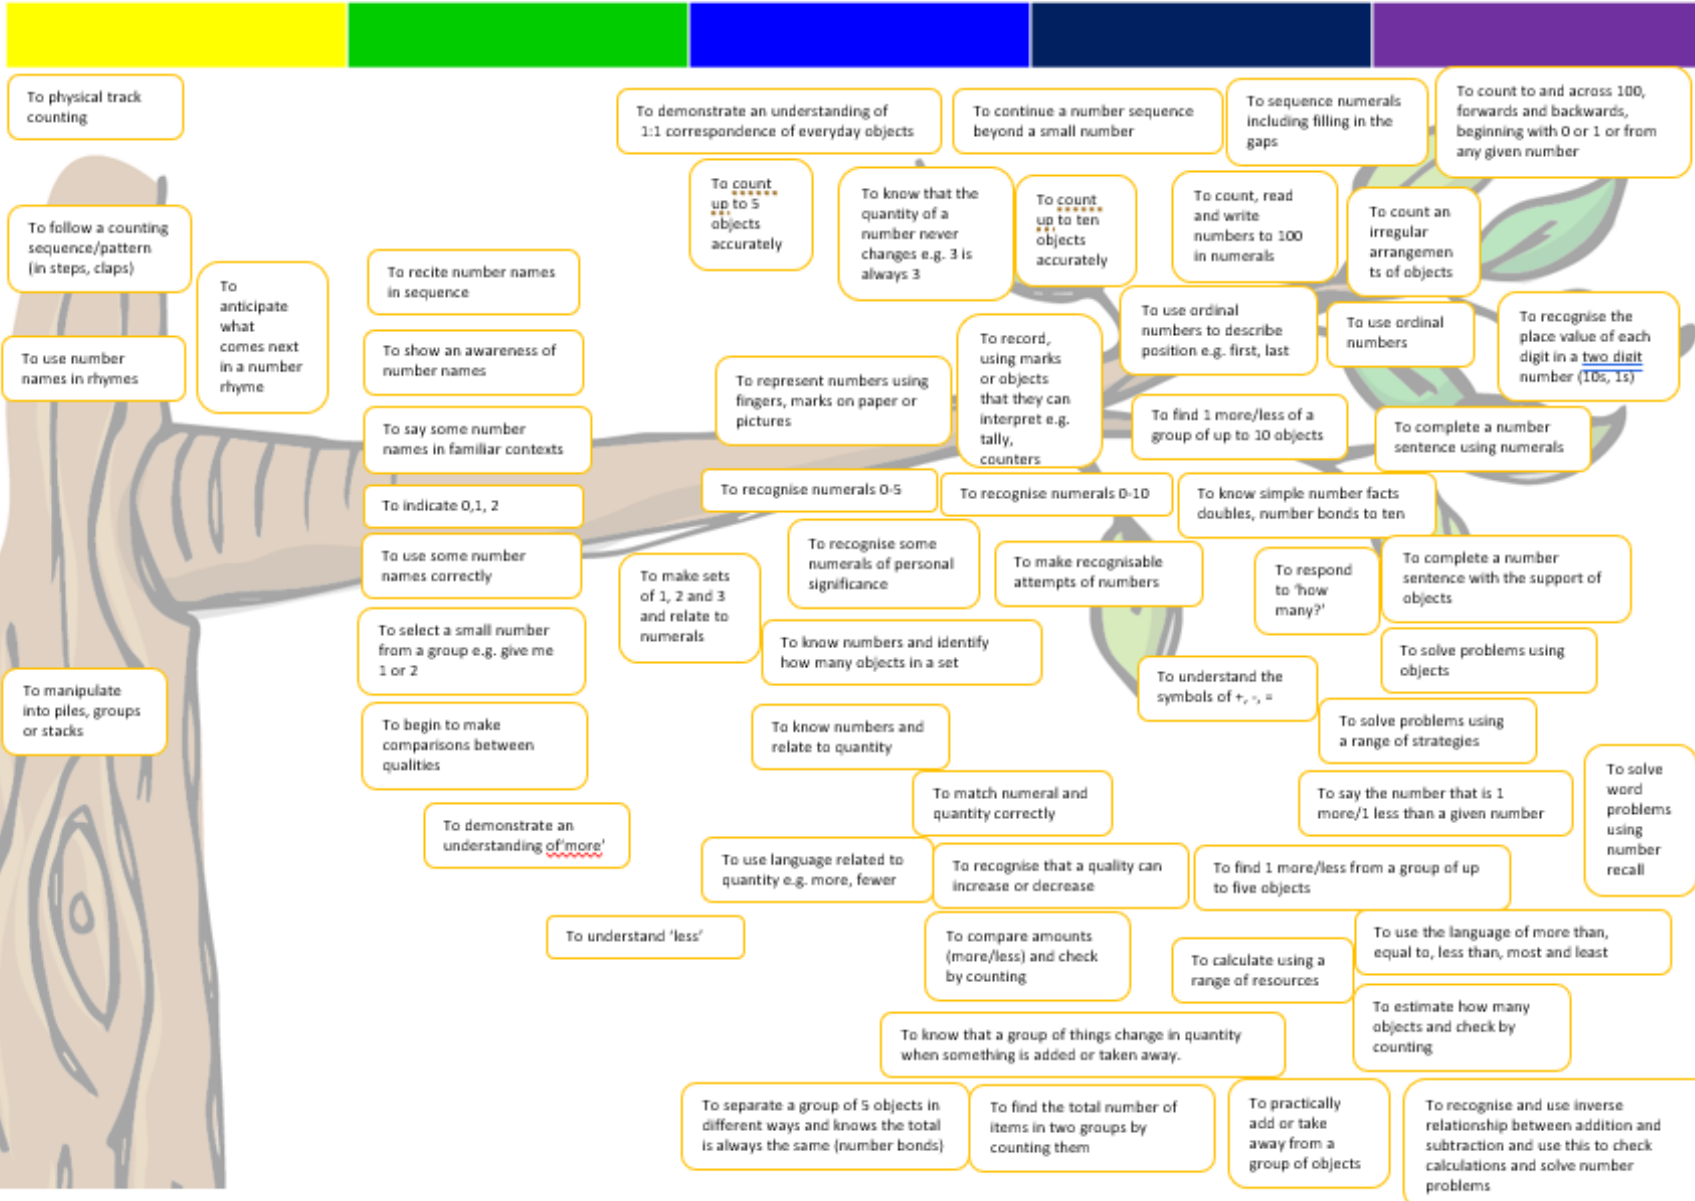 To physical track
counting
To follow a counting
sequence/pattern
(in steps, claps)
To use number
names in rhymes
To
anticipate
what
comes next
in a number
rhyme
To manipulate
into piles, groups
or stacks
To recite number names
in sequence
To show an awareness of
number names
To say some number
names in familiar contexts
To indicate 0,1, 2
To use some number
names correctly
To select a small number
from a group e.g. give me
1 or 2
To begin to make
comparisons between
qualities
To demonstrate an
understanding of'more'
To understand 'less'
To demonstrate an understanding of
1:1 correspondence of everyday objects
To count
up to 5
objects
accurately
To know that the
quantity of a
number never
changes e.g. 3 is
always 3
To represent numbers using
fingers, marks on paper or
pictures
To recognise numerals 0-5
To recognise some
numerals of personal
significance
To make sets
of 1, 2 and 3
and relate to
numerals
To know numbers and identify
how many objects in a set
To know numbers and
relate to quantity
To match numeral and
quantity correctly
To use language related to
quantity e.g. more, fewer
To recognise that a quality can
increase or decrease
To compare amounts
(more/less) and check
by counting
To know that a group of things change in quantity
when something is added or taken away.
To separate a group of 5 objects in
different ways and knows the total
is always the same (number bonds)
To find the total number of
items in two groups by
counting them
To continue a number sequence
beyond a small number
To count
up to ten
objects
accurately
To record,
using marks
or objects
that they can
interpret e.g.
tally,
counters
To recognise numerals 0-10
To make recognisable
attempts of numbers
To sequence numerals
including filling in the
gaps
To count, read
and write
numbers to 100
in numerals
To use ordinal
numbers to describe
position e.g. first, last
To find 1 more/less of a
group of up to 10 objects
To know simple number facts
doubles, number bonds to ten
To respond
to 'how
many?'
To understand the
symbols of +, -, =
To find 1 more/less from a group of up
to five objects
To calculate using a
range of resources
To practically
add or take
away from a
group of objects
To count to and across 100,
forwards and backwards,
beginning with 0 or 1 or from
any given number
To count an
irregular
arrangemen
ts of objects
To use ordinal
numbers
To recognise the
place value of each
digit in a two digit
number (10s, 1s)
To complete a number
sentence using numerals
To complete a number
sentence with the support of
objects
To solve problems using
objects
To solve problems using
a range of strategies
To say the number that is 1
more/1 less than a given number
To solve
word
problems
using
number
recall
To use the language of more than,
equal to, less than, most and least
To estimate how many
objects and check by
counting
To recognise and use inverse
relationship between addition and
subtraction and use this to check
calculations and solve number
problems